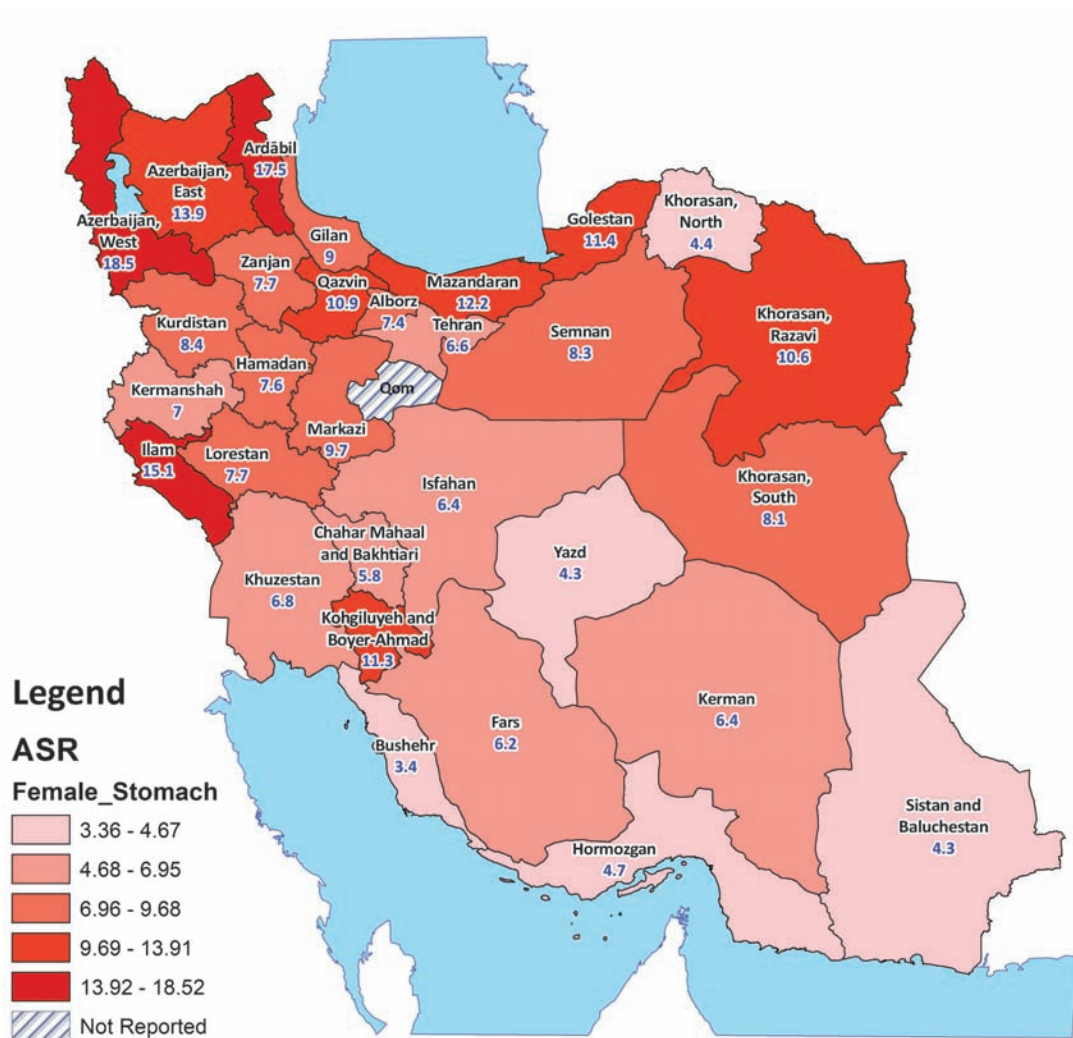 Ardābil
17.5
Azerbaijan,
East
13.9
Azerbaijan,
West
18.5
Gilan
9
Zanjan
7.7
Qazvin
10.9
Mazandaran
12.2
Golestan
11.4
Khorasan,
North
4.4
Alborz
7.4
Tehran
6.6
Semnan
8.3
Khorasan,
Razavi
10.6
Kurdistan
8.4
Hamadan
7.6
Kermanshah
7
Qom
Markazi
9.7
Ilam
15.1
Lorestan
7.7
Isfahan
6.4
Khorasan,
South
8.1
Chahar Mahaal
and Bakhtiari
5.8
Yazd
4.3
Khuzestan
6.8
Kohgiluyeh and
Boyer-Ahmad
11.3
Kerman
6.4
Fars
6.2
Bushehr
3.4
Sistan and
Baluchestan
4.3
Hormozgan
4.7
Legend
ASR
Female_Stomach
3.36 - 4.67
4.68 - 6.95
6.96 - 9.68
9.69 - 13.91
13.92 - 18.52
Not Reported